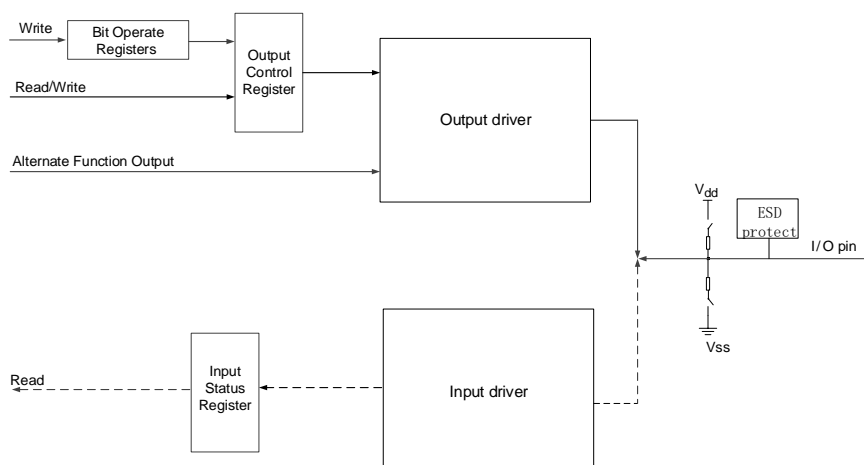 Write
Bit Operate
Registers
Output
Control
Register
Read/Write
Output driver
Alternate Function Output
Vdd
ESD
protect
I/O pin
Vss
Input
Status
Register
Read
Input driver